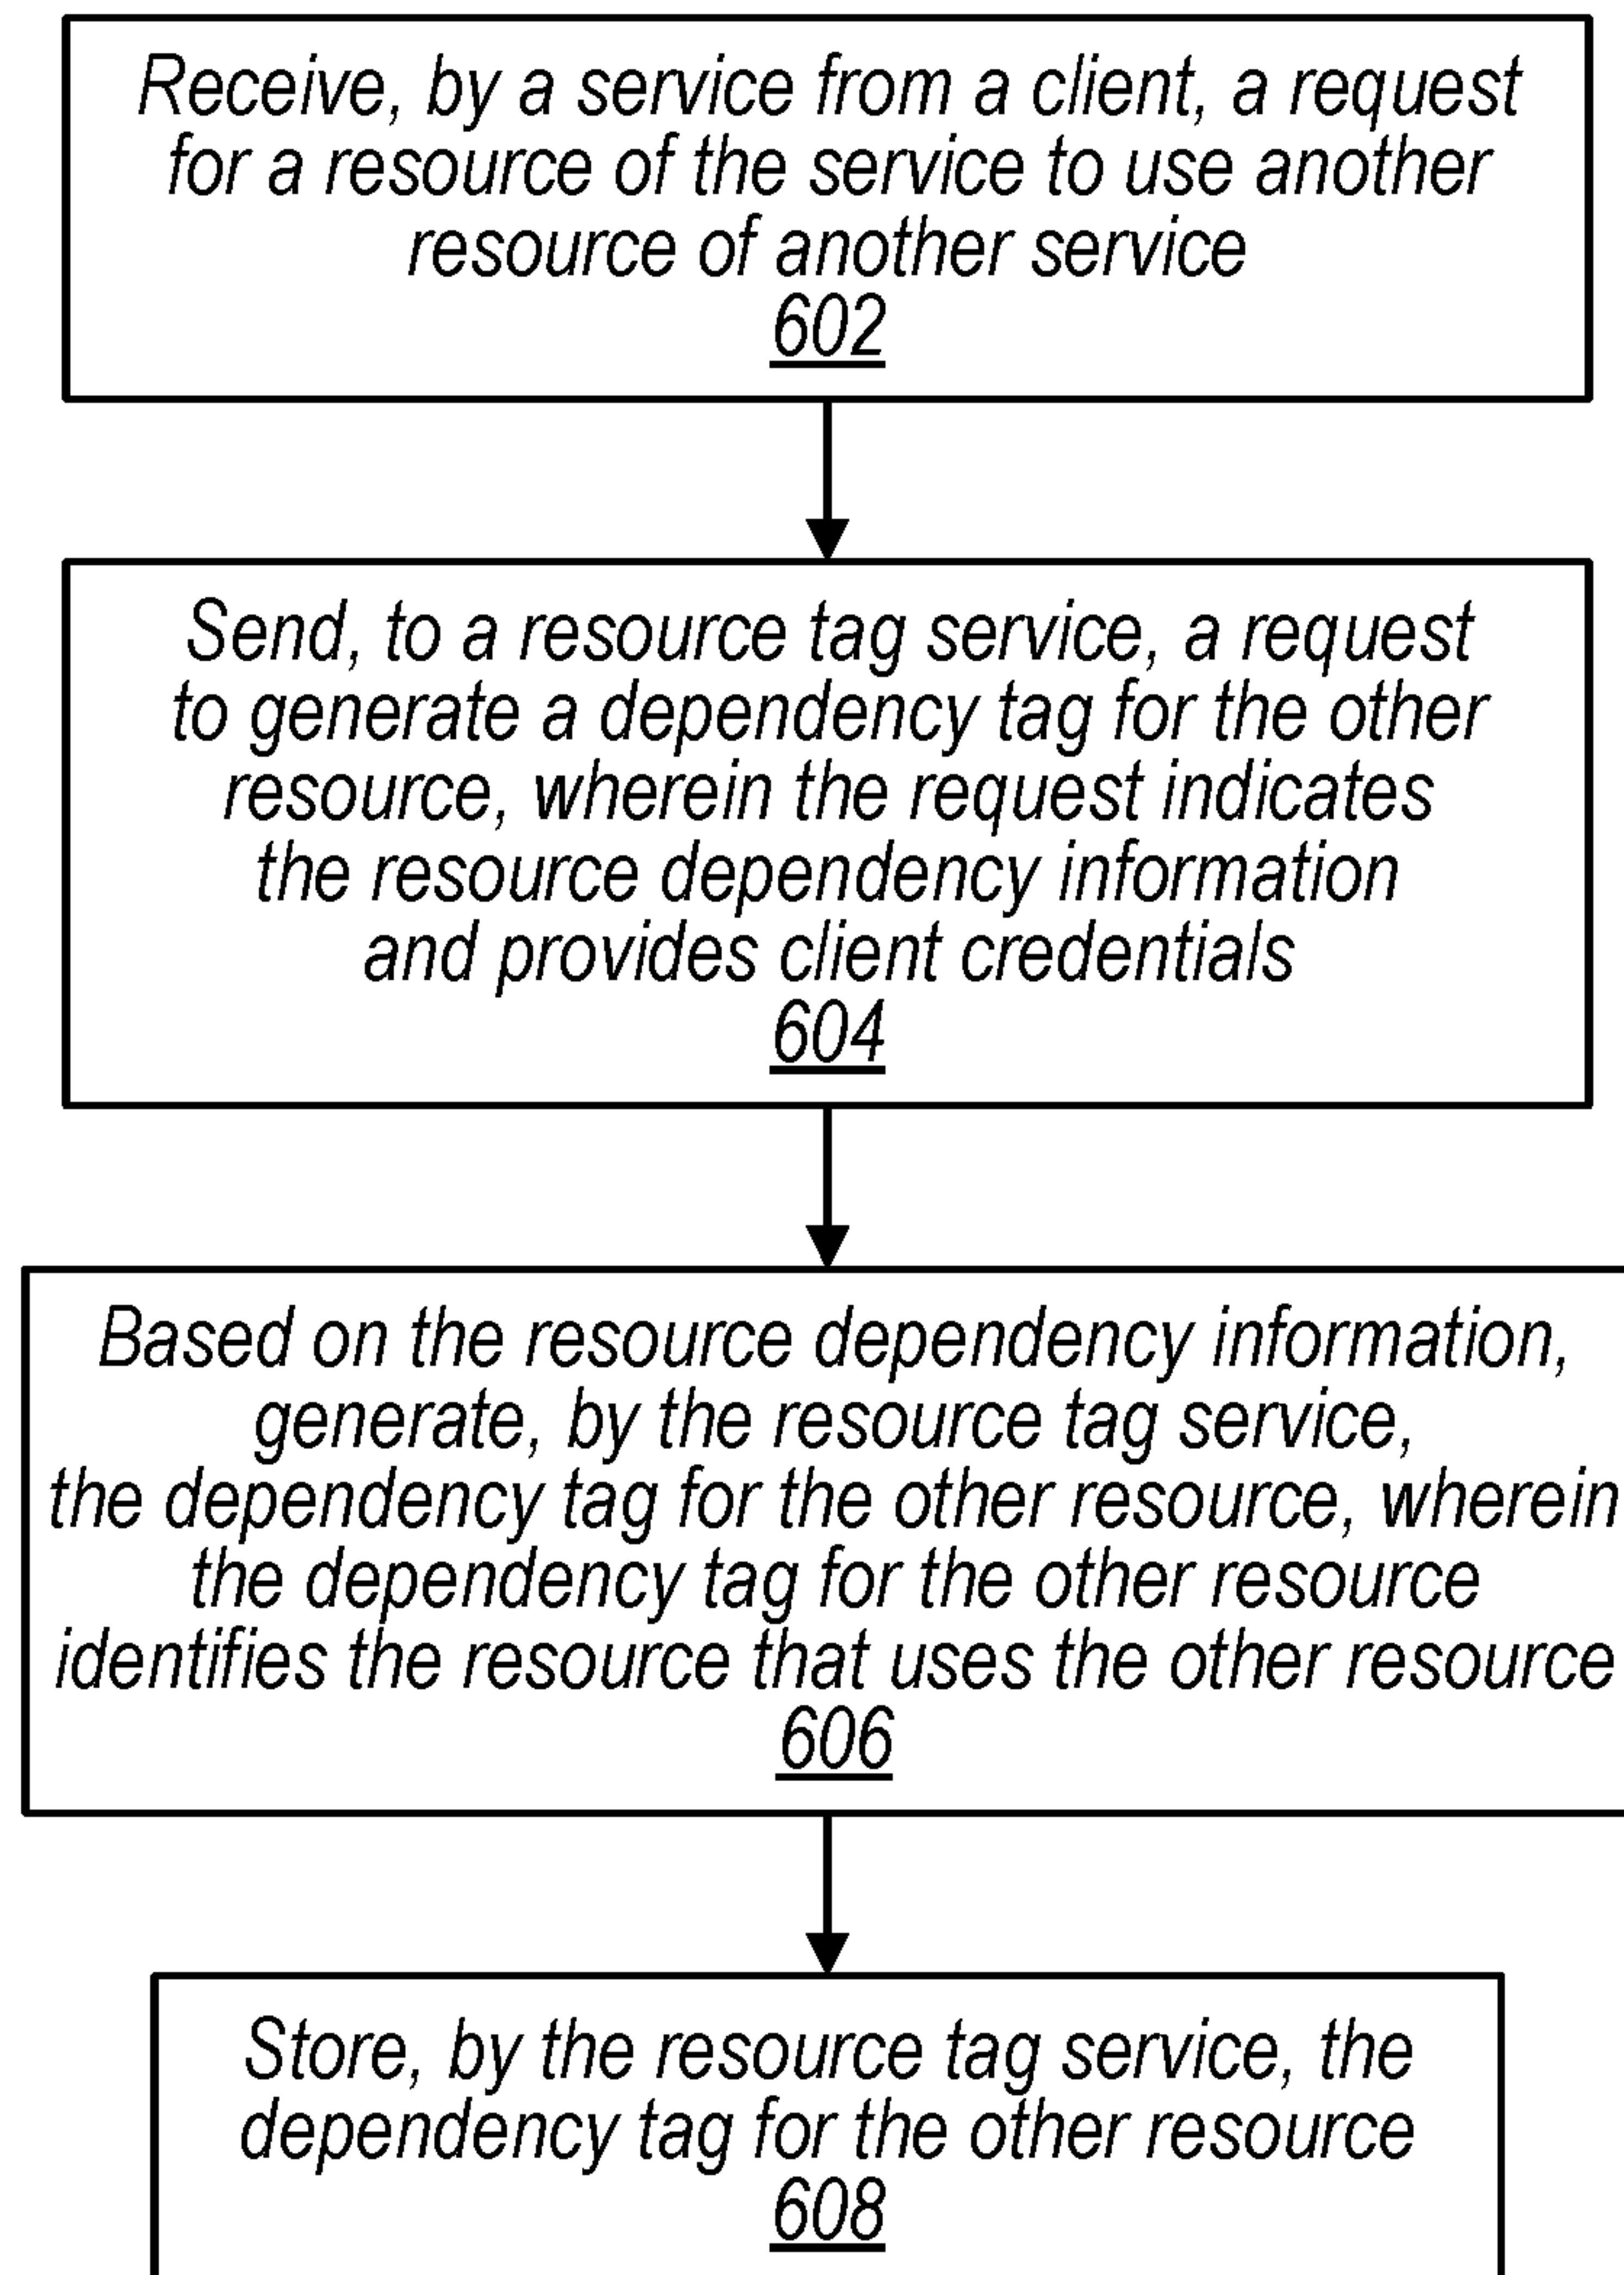 Receive, by a service from a client, a request
for a resource of the service to use another
resource of another service
602
Send, to a resource tag service, a request
to generate a dependency tag for the other
resource, wherein the request indicates
the resource dependency information
and provides client credentials
604
Based on the resource dependency information,
generate, by the resource tag service,
the dependency tag for the other resource, wherein
the dependency tag for the other resource
identifies the resource that uses the other resource
606
Store, by the resource tag service, the
dependency tag for the other resource
608